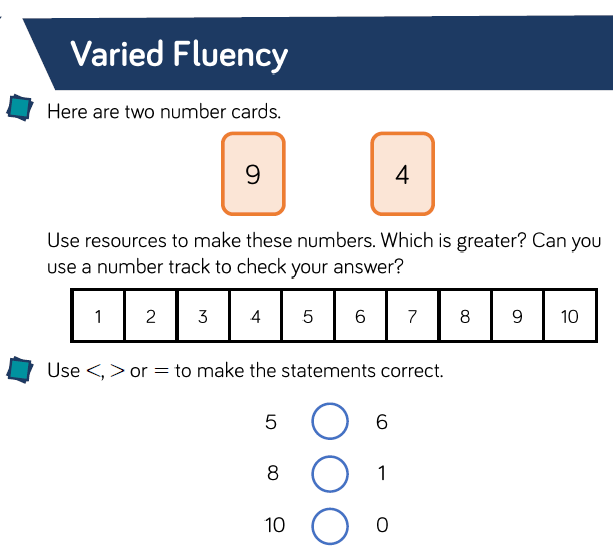 Varied Fluency
Here are two number cards.
9 4
Use resources to make these numbers. Which is greater? Can you
use a number track to check your answer?
1 2 3 4 5 6 7 8 9 10
Use <, > or = to make the statements correct.
5 6
8 1
10 0